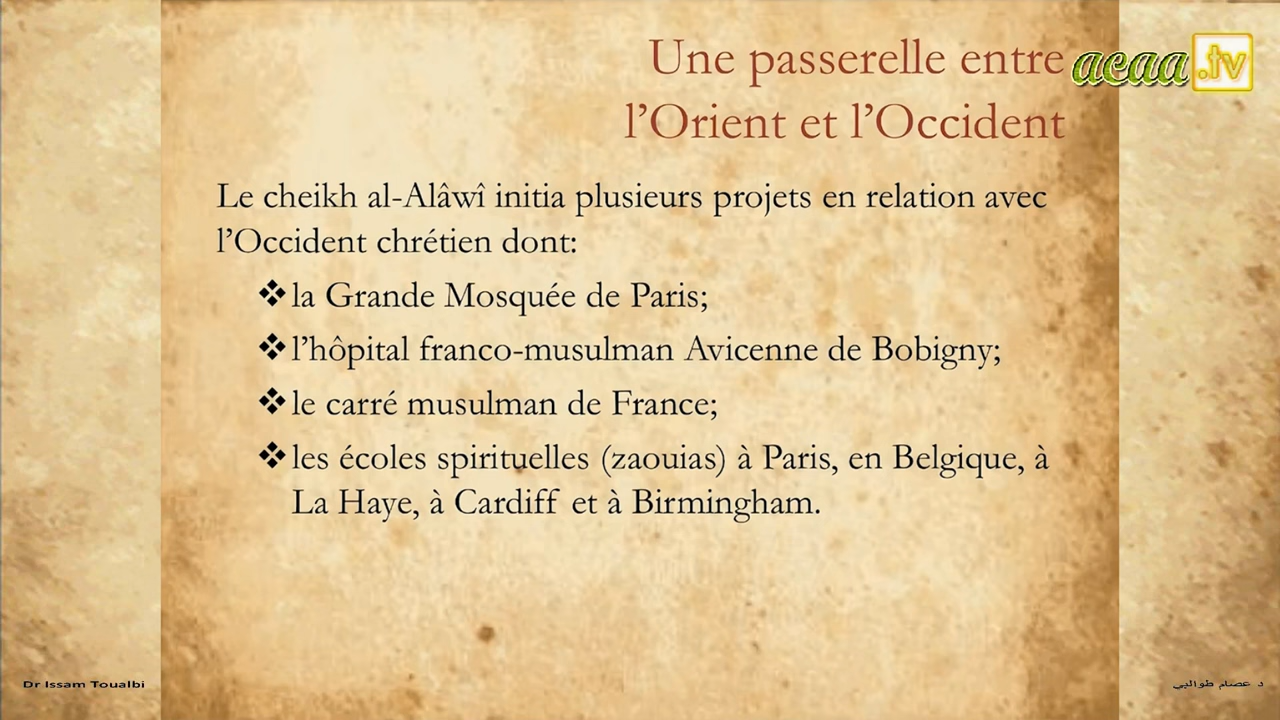 Une passerelle entre
l'Orient et l'Occident
acaa.tv
Le cheikh al-Alâwî initia plusieurs projets en relation avec
l'Occident chrétien dont:
❖la Grande Mosquée de Paris;
❖l'hôpital franco-musulman Avicenne de Bobigny;
❖le carré musulman de France;
❖les écoles spirituelles (zaouias) à Paris, en Belgique, à
La Haye, à Cardiff et à Birmingham.
Dr Issam Toualbi
د عصام طوالبي